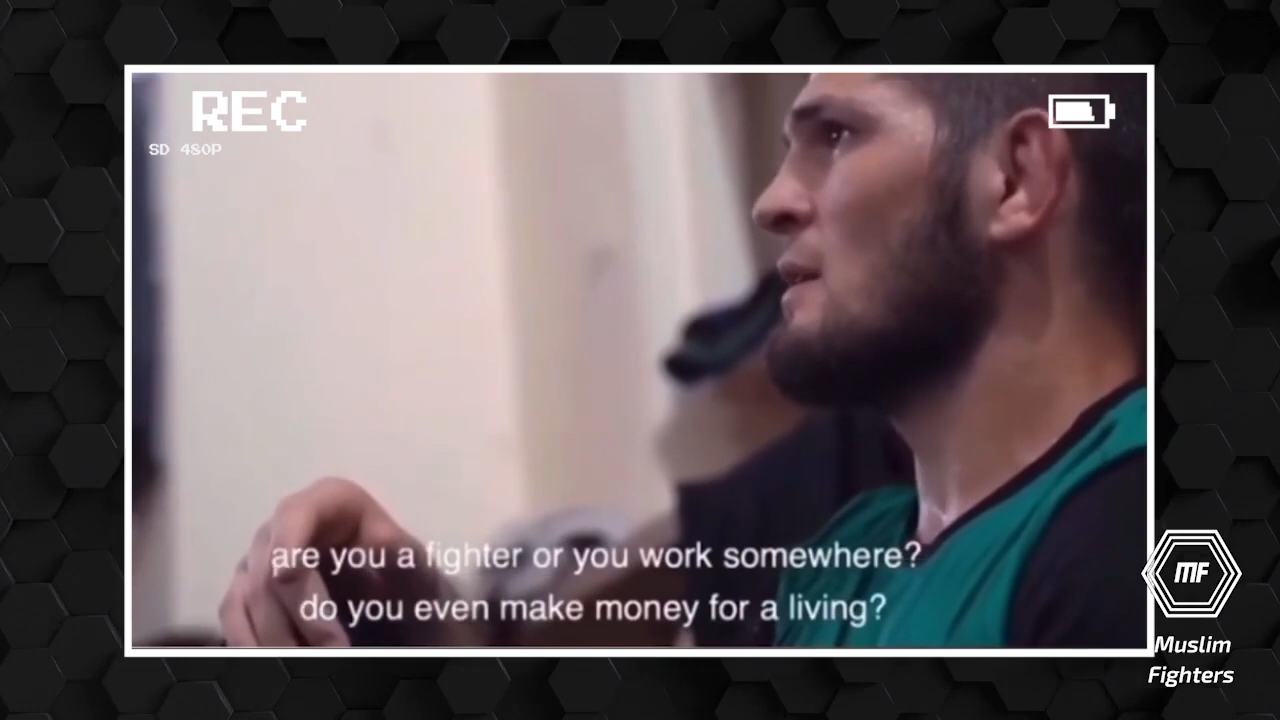 REC
SD 480P
are you a fighter or you work somewhere?
do you even make money for a living?
MF
Muslim
Fighters